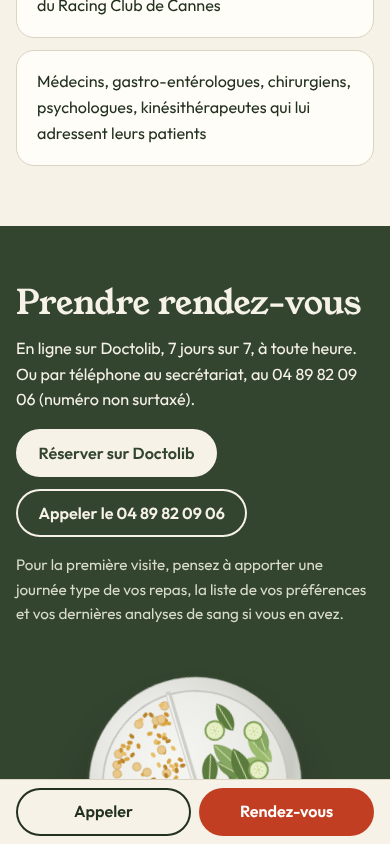 du Racing Club de Cannes
Médecins, gastro-entérologues, chirurgiens,
psychologues, kinésithérapeutes qui lui
adressent leurs patients
Prendre rendez-vous
En ligne sur Doctolib, 7 jours sur 7, à toute heure.
Ou par téléphone au secrétariat, au 04 89 82 09
06 (numéro non surtaxé).
Réserver sur Doctolib
Appeler le 04 89 82 09 06
Pour la première visite, pensez à apporter une
journée type de vos repas, la liste de vos préférences
et vos dernières analyses de sang si vous en avez.
Appeler
Rendez-vous